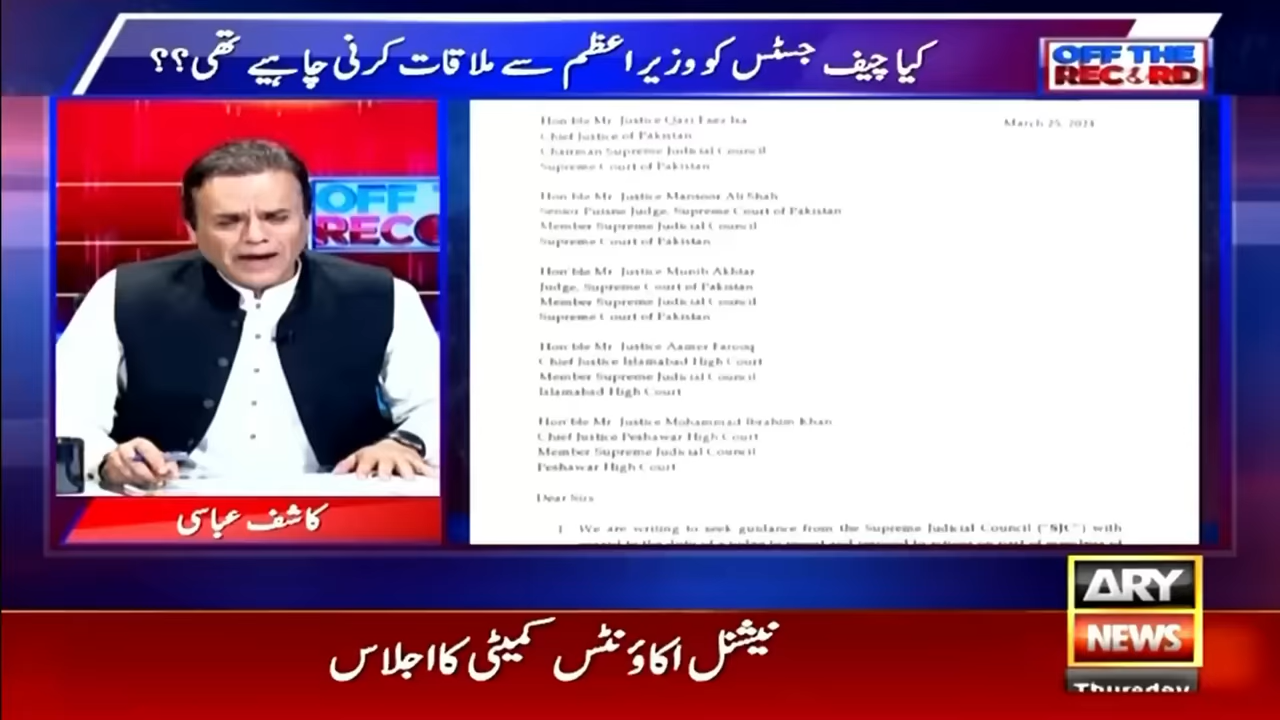 کیا چیف جسٹس کو وزیراعظم سے ملاقات کرنی چاہیے تھی؟؟
OFF THE
RECORD
OFF T
RECO
Hon'ble Mr. Justice Qazi Faez Isa
March 25, 2024
Chief Justice of Pakistan
Chairman Supreme Judicial Council
Supreme Court of Pakistan
Hon'ble Mr. Justice Mansoor Ali Shah
Senior Puisne Judge, Supreme Court of Pakistan
Member Supreme Judicial Council
Supreme Court of Pakistan
Hon'ble Mr. Justice Munib Akhtar
Judge, Supreme Court of Pakistan
Member Supreme Judicial Council
Supreme Court of Pakistan
Hon'ble Mr. Justice Aamer Farooq
Chief Justice Islamabad High Court
Member Supreme Judicial Council
Islamabad High Court
Hon'ble Mr. Justice Mohammad Ibrahim Khan
Chief Justice Peshawar High Court
Member Supreme Judicial Council
Peshawar High Court
Dear Sirs
1. We are writing to seek guidance from the Supreme Judicial Council ("SJC") with
کاشف عباسی
ARY
NEWS
Thursday
نیشنل اکاؤنٹس کمیٹی کا اجلاس